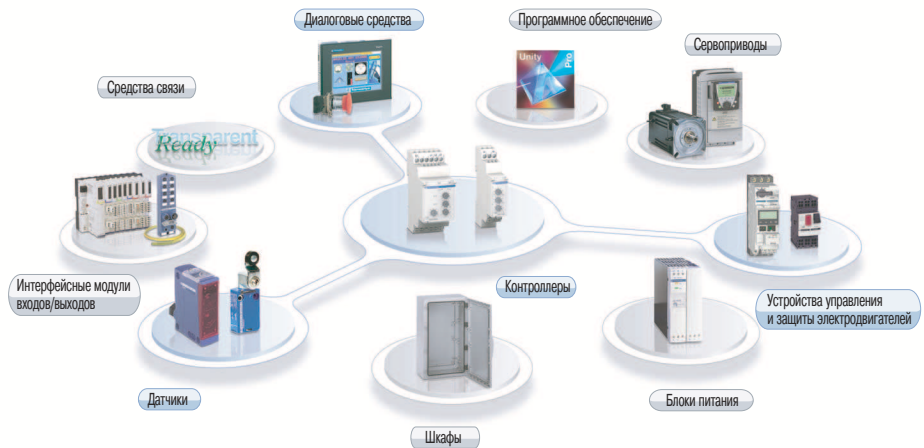 Диалоговые средства
Программное обеспечение
Сервоприводы
Средства связи
Unity
Pro
Transparent
Ready
Интерфейсные модули
входов/выходов
Контроллеры
Устройства управления
и защиты электродвигателей
Датчики
Блоки питания
Шкафы